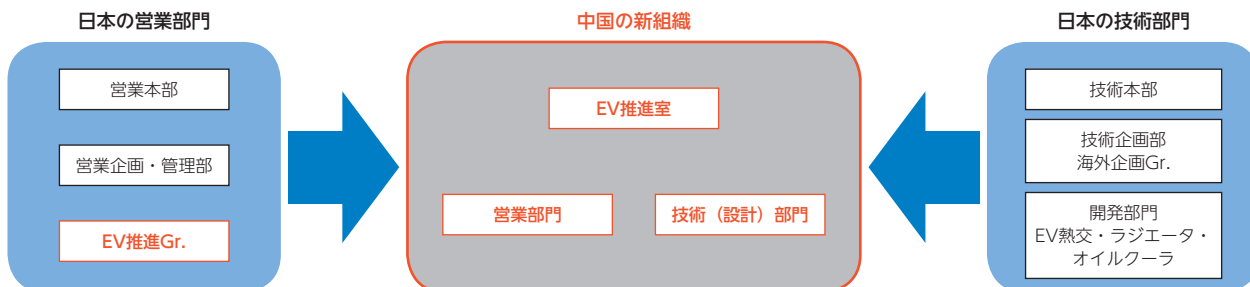 日本の営業部門
営業本部
営業企画・管理部
EV推進Gr.
中国の新組織
EV推進室
営業部門
技術（設計）部門
日本の技術部門
技術本部
技術企画部
海外企画Gr.
開発部門
EV熱交・ラジエータ・
オイルクーラ